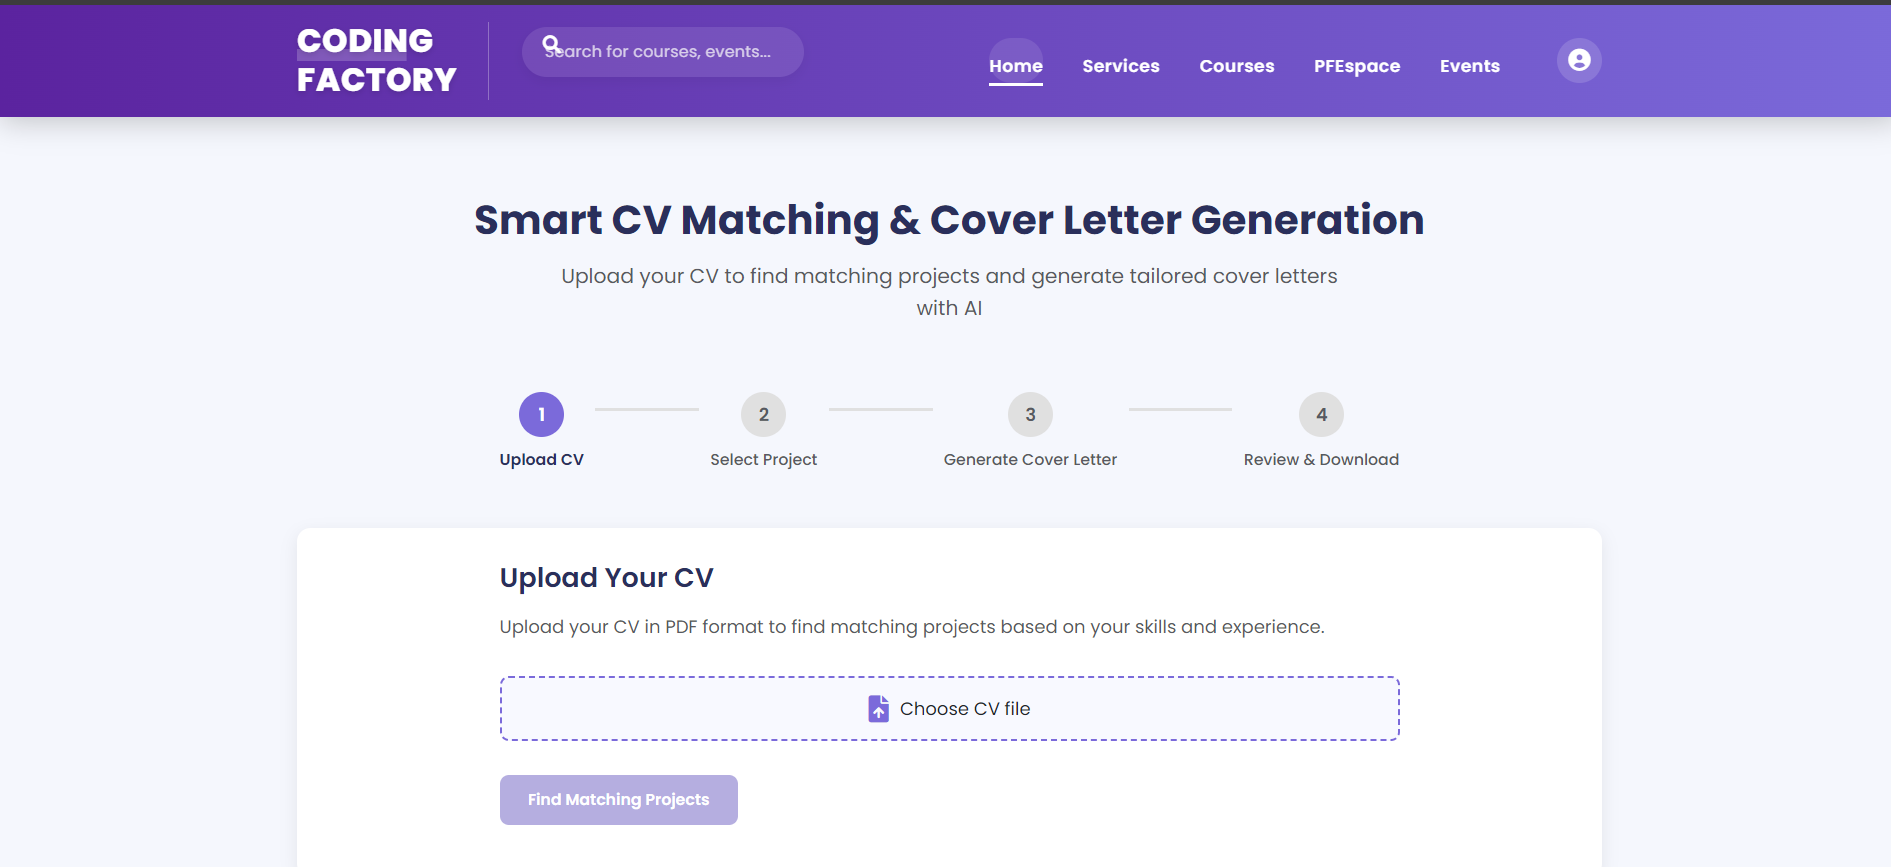 CODING
FACTORY
Search for courses, events...
Home
Services
Courses
PFEspace
Events
Smart CV Matching & Cover Letter Generation
Upload your CV to find matching projects and generate tailored cover letters
with AI
1
2
3
4
Upload CV
Select Project
Generate Cover Letter
Review & Download
Upload Your CV
Upload your CV in PDF format to find matching projects based on your skills and experience.
Choose CV file
Find Matching Projects